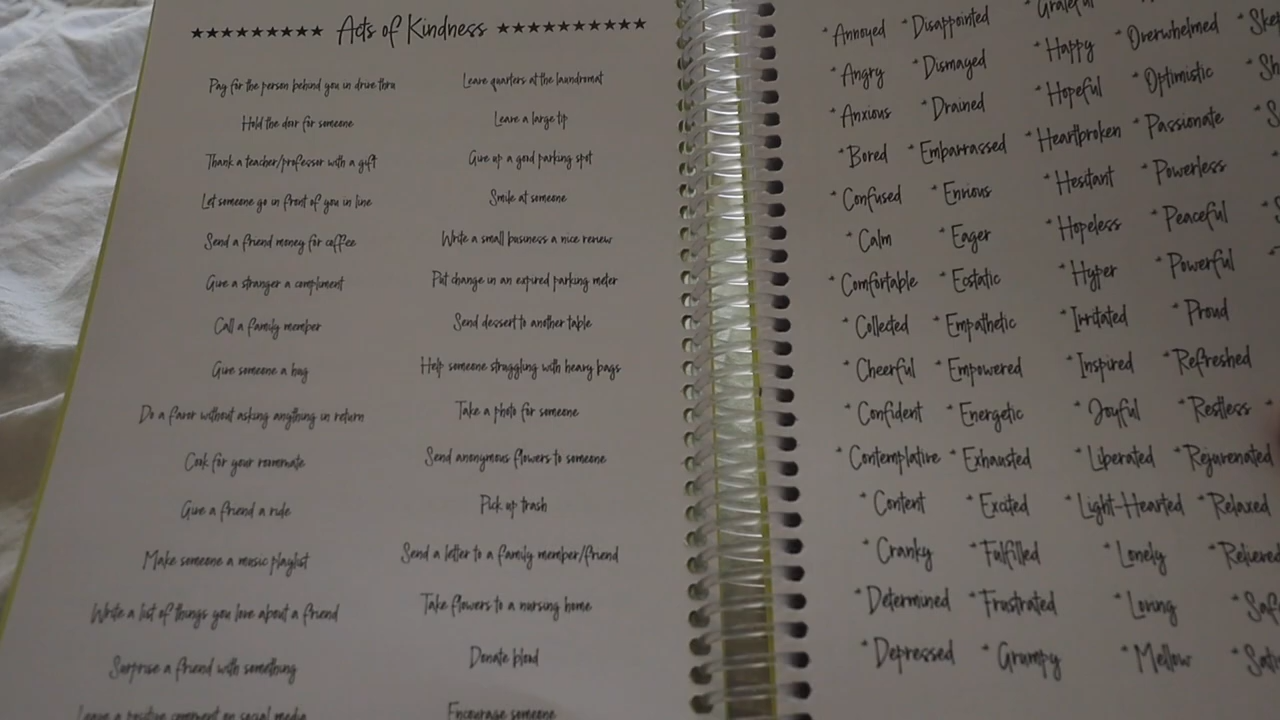 ★★★★★★★★★ Acts of Kindness ★★★★★★★★★★
Pay for the person behind you in drive thru
Hold the door for someone
Thank a teacher/professor with a gift
Let someone go in front of you in line
Send a friend money for coffee
Give a stranger a compliment
Call a family member
Give someone a hug
Do a favor without asking anything in return
Cook for your roommate
Give a friend a ride
Make someone a music playlist
Write a list of things you love about a friend
Surprise a friend with something
Leave a positive comment on social media
Leave quarters at the laundromat
Leave a large tip
Give up a good parking spot
Smile at someone
Write a small business a nice review
Put change in an expired parking meter
Send dessert to another table
Help someone struggling with heavy bags
Take a photo for someone
Send anonymous flowers to someone
Pick up trash
Send a letter to a family member/friend
Take flowers to a nursing home
Donate blood
Encourage someone
* Annoyed
* Angry
* Anxious
* Bored
* Confused
* Calm
* Comfortable
* Collected
* Cheerful
* Confident
* Contemplative
* Content
* Cranky
* Determined
* Depressed
* Disappointed
* Dismayed
* Drained
* Embarrassed
* Envious
* Eager
* Ecstatic
* Empathetic
* Empowered
* Energetic
* Exhausted
* Excited
* Fulfilled
* Frustrated
* Grumpy
* Grateful
* Happy
* Hopeful
* Heartbroken
* Hesitant
* Hopeless
* Hyper
* Irritated
* Inspired
* Joyful
* Liberated
* Light-Hearted
* Lonely
* Loving
* Mellow
* Overwhelmed
* Optimistic
* Passionate
* Powerless
* Peaceful
* Powerful
* Proud
* Refreshed
* Restless
* Rejuvenated
* Relaxed
* Relieved